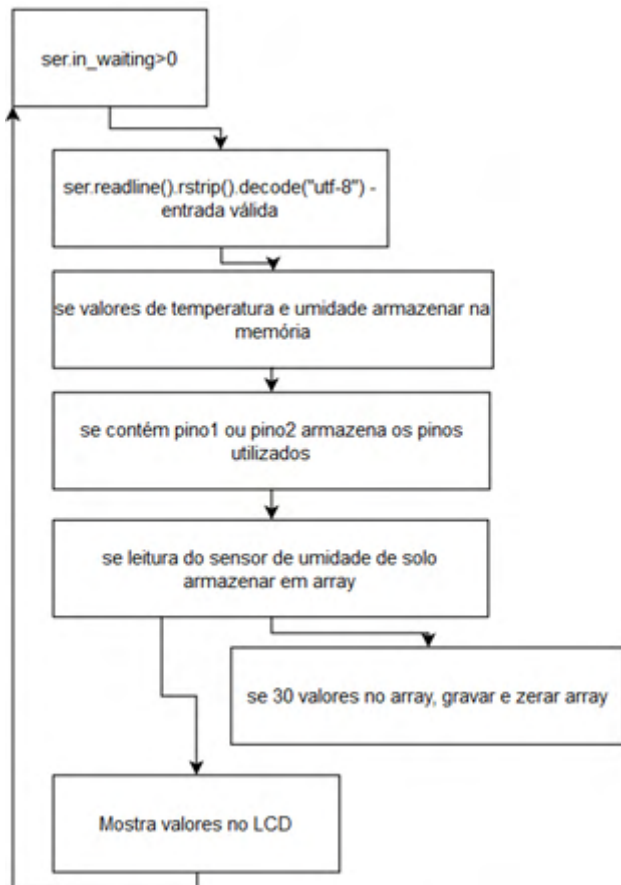 ser.in_waiting>0
ser.readline().rstrip().decode("utf-8") -
entrada válida
se valores de temperatura e umidade armazenar na
memória
se contém pino1 ou pino2 armazena os pinos
utilizados
se leitura do sensor de umidade de solo
armazenar em array
se 30 valores no array, gravar e zerar array
Mostra valores no LCD